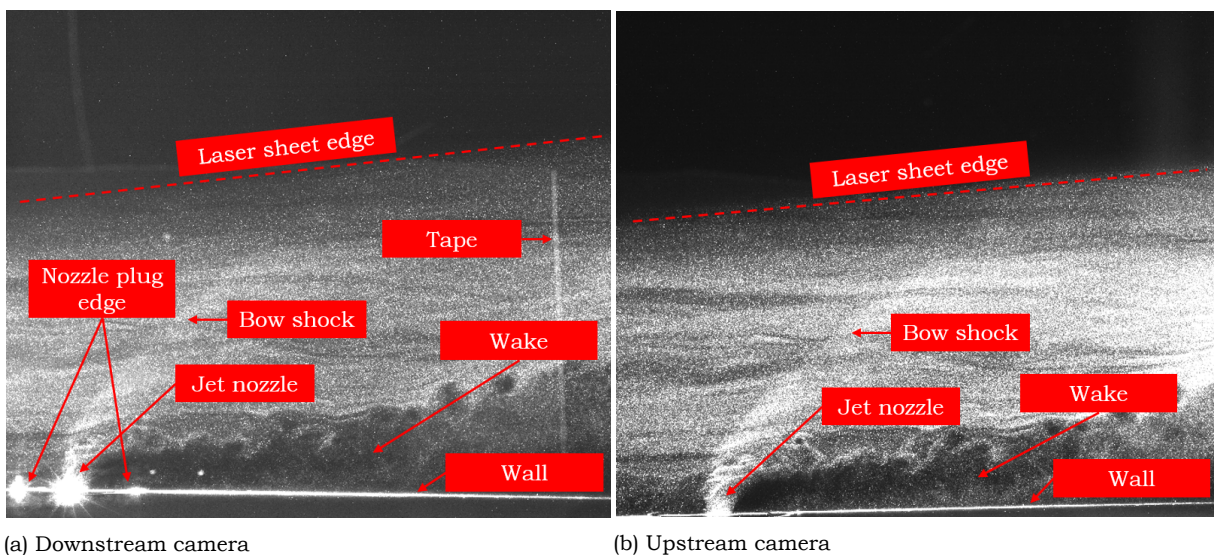 Laser sheet edge
Tape
Nozzle plug
edge
Bow shock
Wake
Jet nozzle
Wall
Laser sheet edge
Bow shock
Wake
Jet nozzle
Wall
(a) Downstream camera
(b) Upstream camera